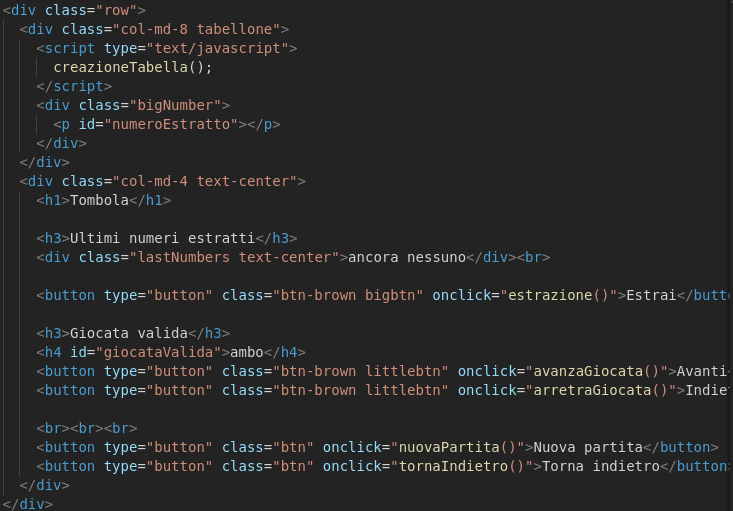 <div class="row">
<div class="col-md-8 tabellone">
<script type="text/javascript">
creazioneTabella();
</script>
<div class="bigNumber">
<p id="numeroEstratto"></p>
</div>
</div>
<div class="col-md-4 text-center">
<h1>Tombola</h1>
<h3>Ultimi numeri estratti</h3>
<div class="lastNumbers text-center">ancora nessuno</div><br>
<button type="button" class="btn-brown bigbtn" onclick="estrazione()">Estrai</butt
<h3>Giocata valida</h3>
<h4 id="giocataValida">ambo</h4>
<button type="button" class="btn-brown littlebtn" onclick="avanzaGiocata()">Avanti
<button type="button" class="btn-brown littlebtn" onclick="arretraGiocata()">Indie
<br><br><br>
<button type="button" class="btn" onclick="nuovaPartita()">Nuova partita</button>
<button type="button" class="btn" onclick="tornaIndietro()">Torna indietro</button
</div>
</div>